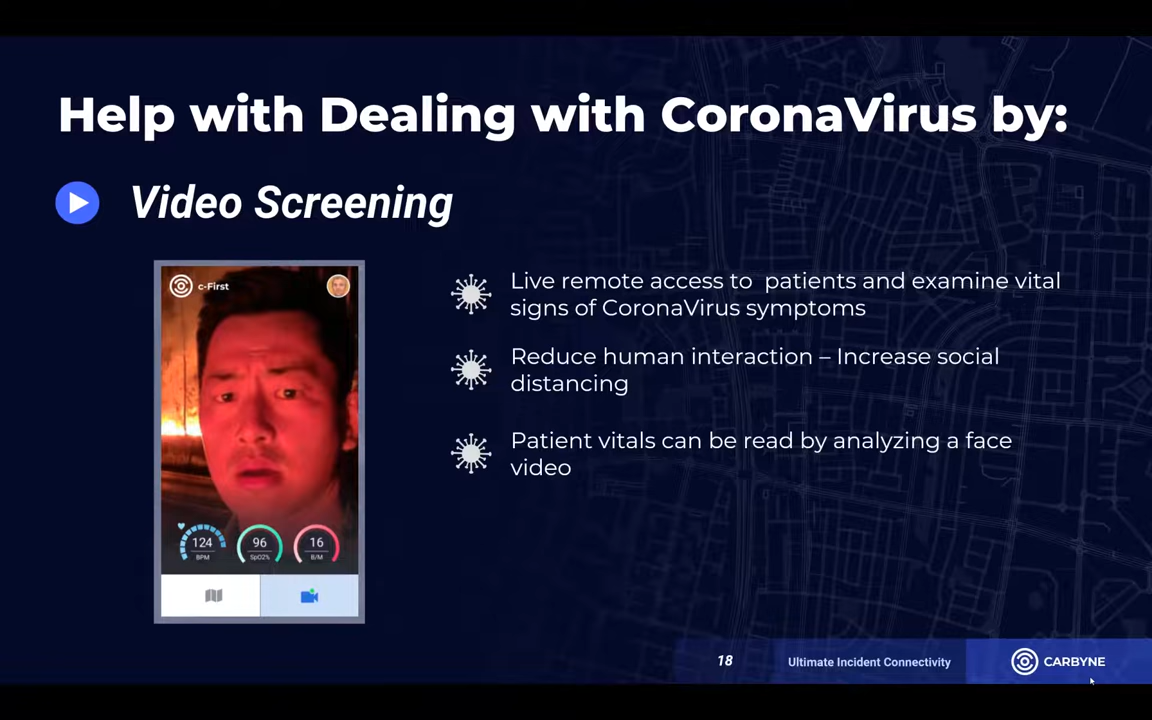 Help with Dealing with CoronaVirus by:
Video Screening
c-First
124
BPM
96
SpO2%
16
B/M
Live remote access to patients and examine vital
signs of CoronaVirus symptoms
Reduce human interaction – Increase social
distancing
Patient vitals can be read by analyzing a face
video
18
Ultimate Incident Connectivity
CARBYNE